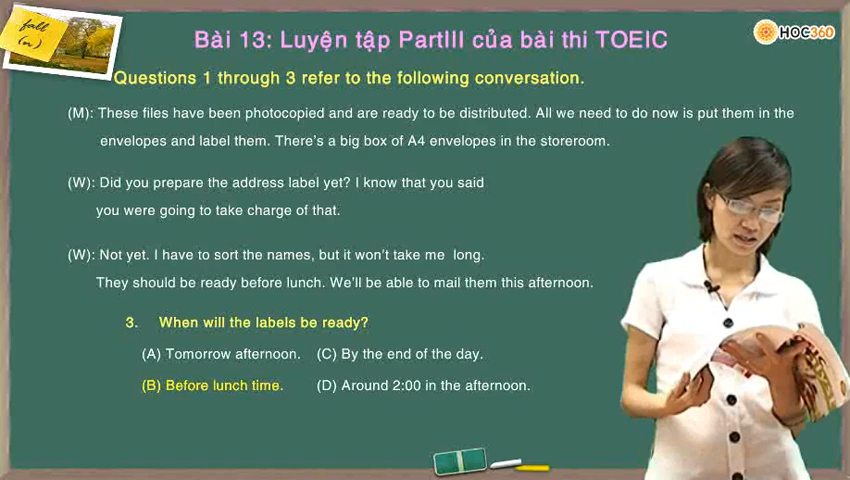 fall
(n)
Bài 13: Luyện tập PartIII của bài thi TOEIC
HOC360
Questions 1 through 3 refer to the following conversation.
(M): These files have been photocopied and are ready to be distributed. All we need to do now is put them in the
envelopes and label them. There's a big box of A4 envelopes in the storeroom.
(W): Did you prepare the address label yet? I know that you said
you were going to take charge of that.
(W): Not yet. I have to sort the names, but it won't take me long.
They should be ready before lunch. We'll be able to mail them this afternoon.
3. When will the labels be ready?
(A) Tomorrow afternoon. (C) By the end of the day.
(B) Before lunch time. (D) Around 2:00 in the afternoon.